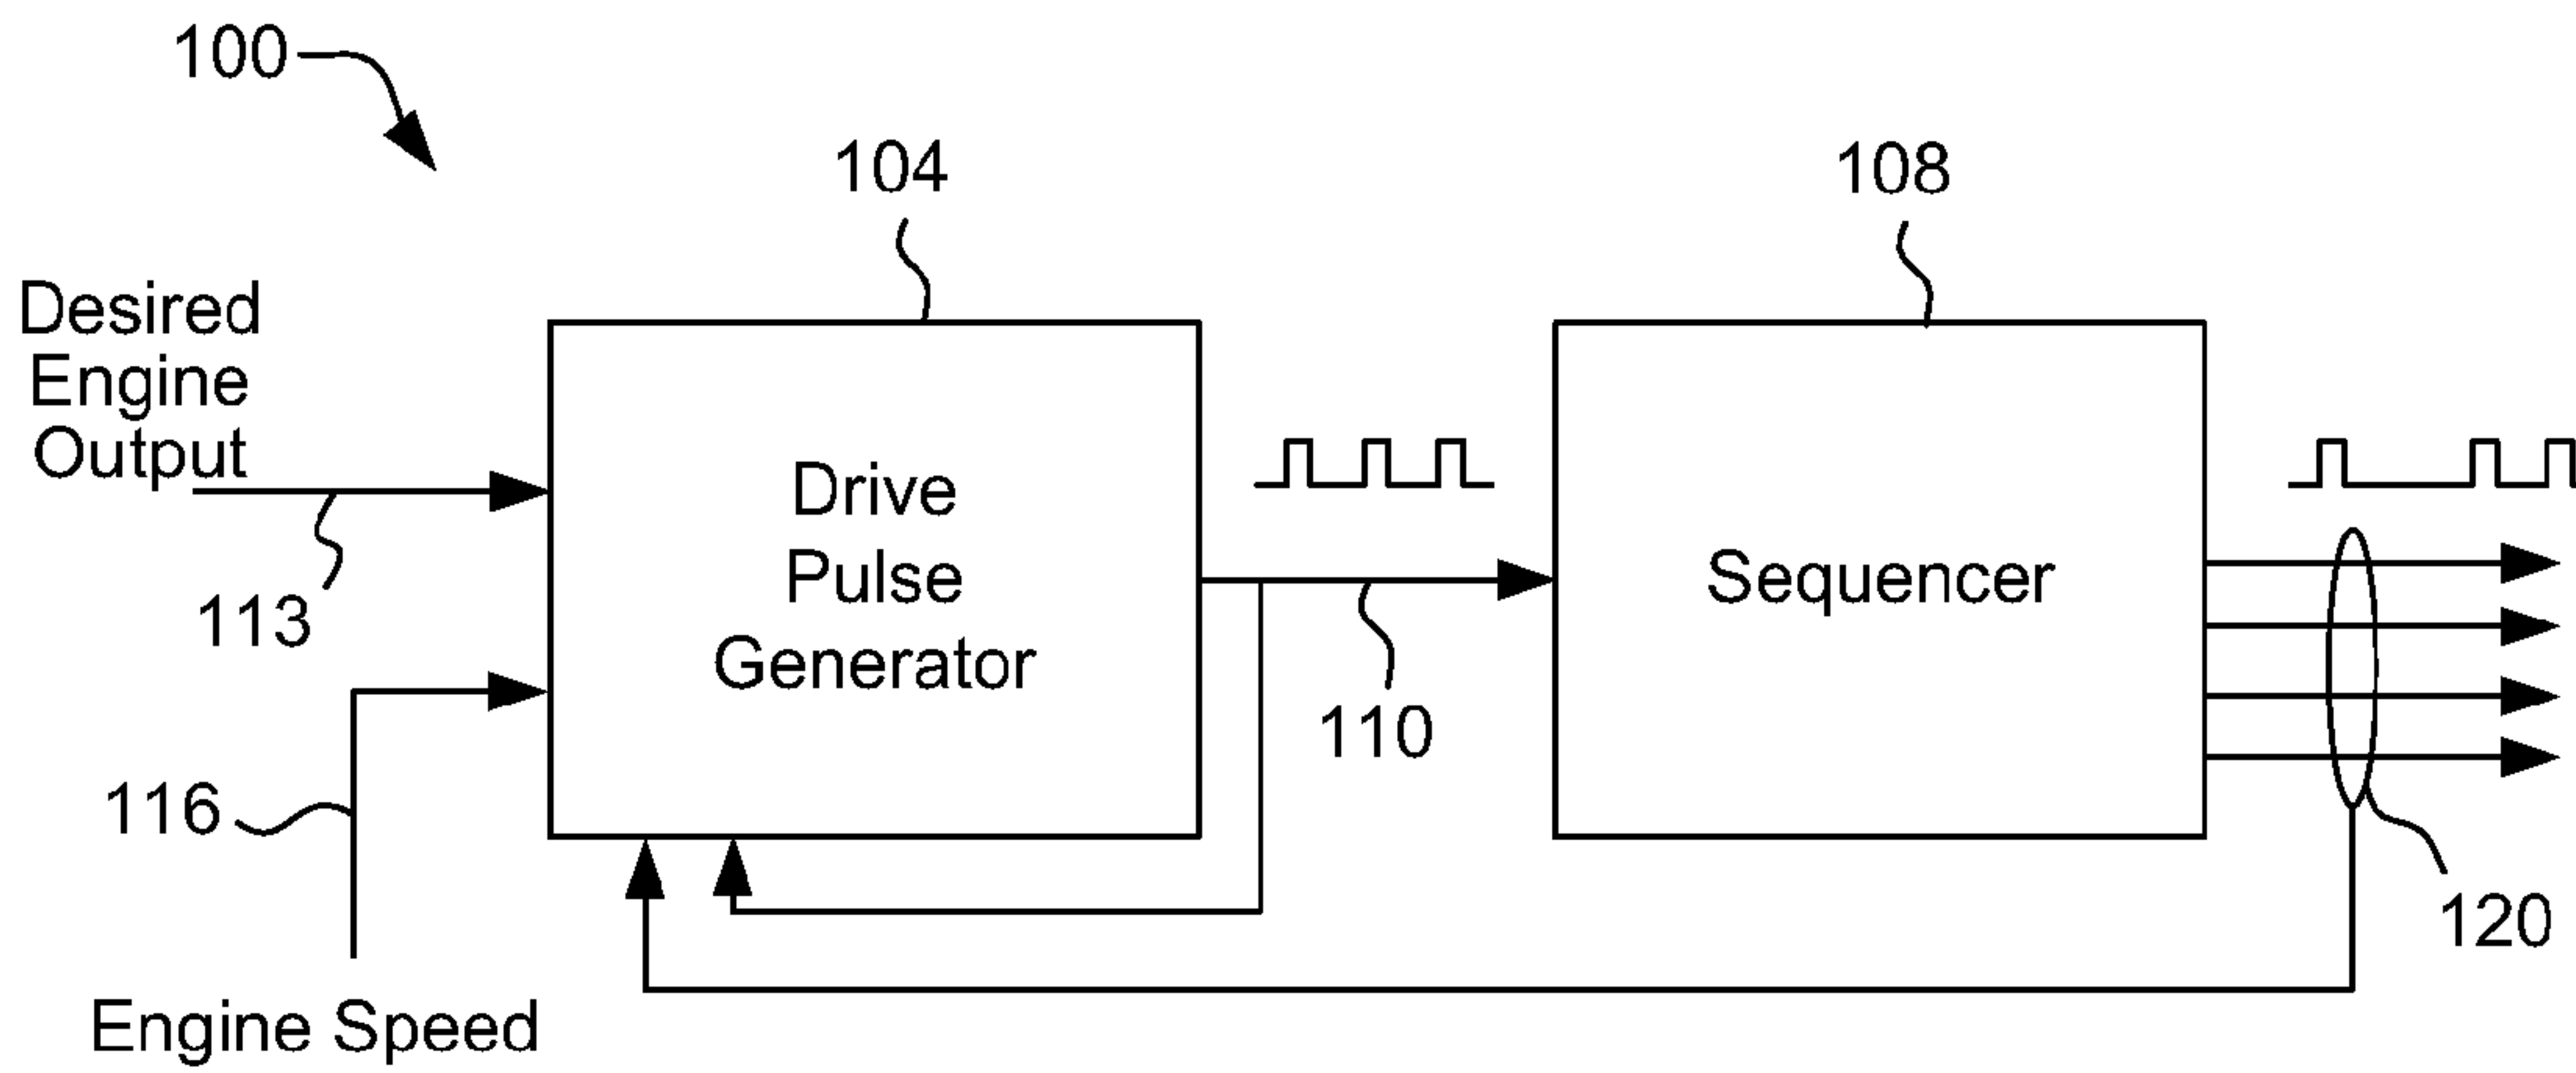 100
104
108
Desired
Engine
Output
Drive
Pulse
Generator
Sequencer
113
110
116
120
Engine Speed